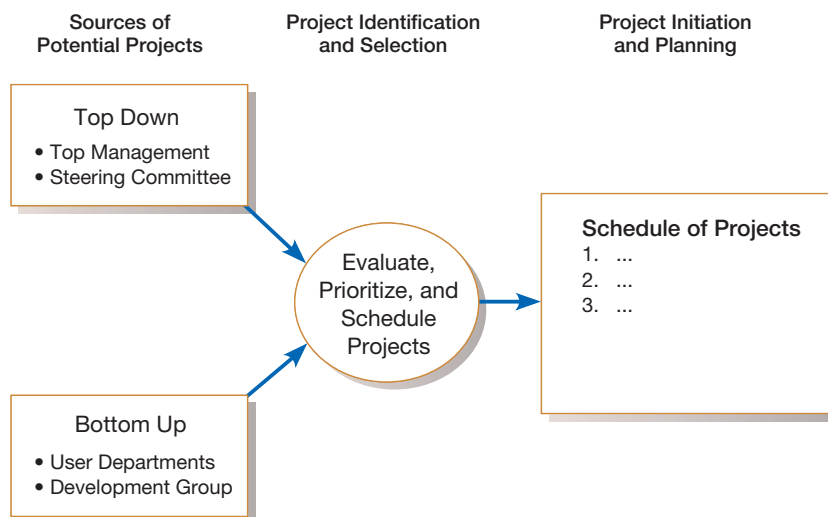 Sources of
Potential Projects
Project Identification
and Selection
Project Initiation
and Planning
Top Down
• Top Management
• Steering Committee
Evaluate,
Prioritize, and
Schedule
Projects
Schedule of Projects
1. ...
2. ...
3. ...
Bottom Up
• User Departments
• Development Group